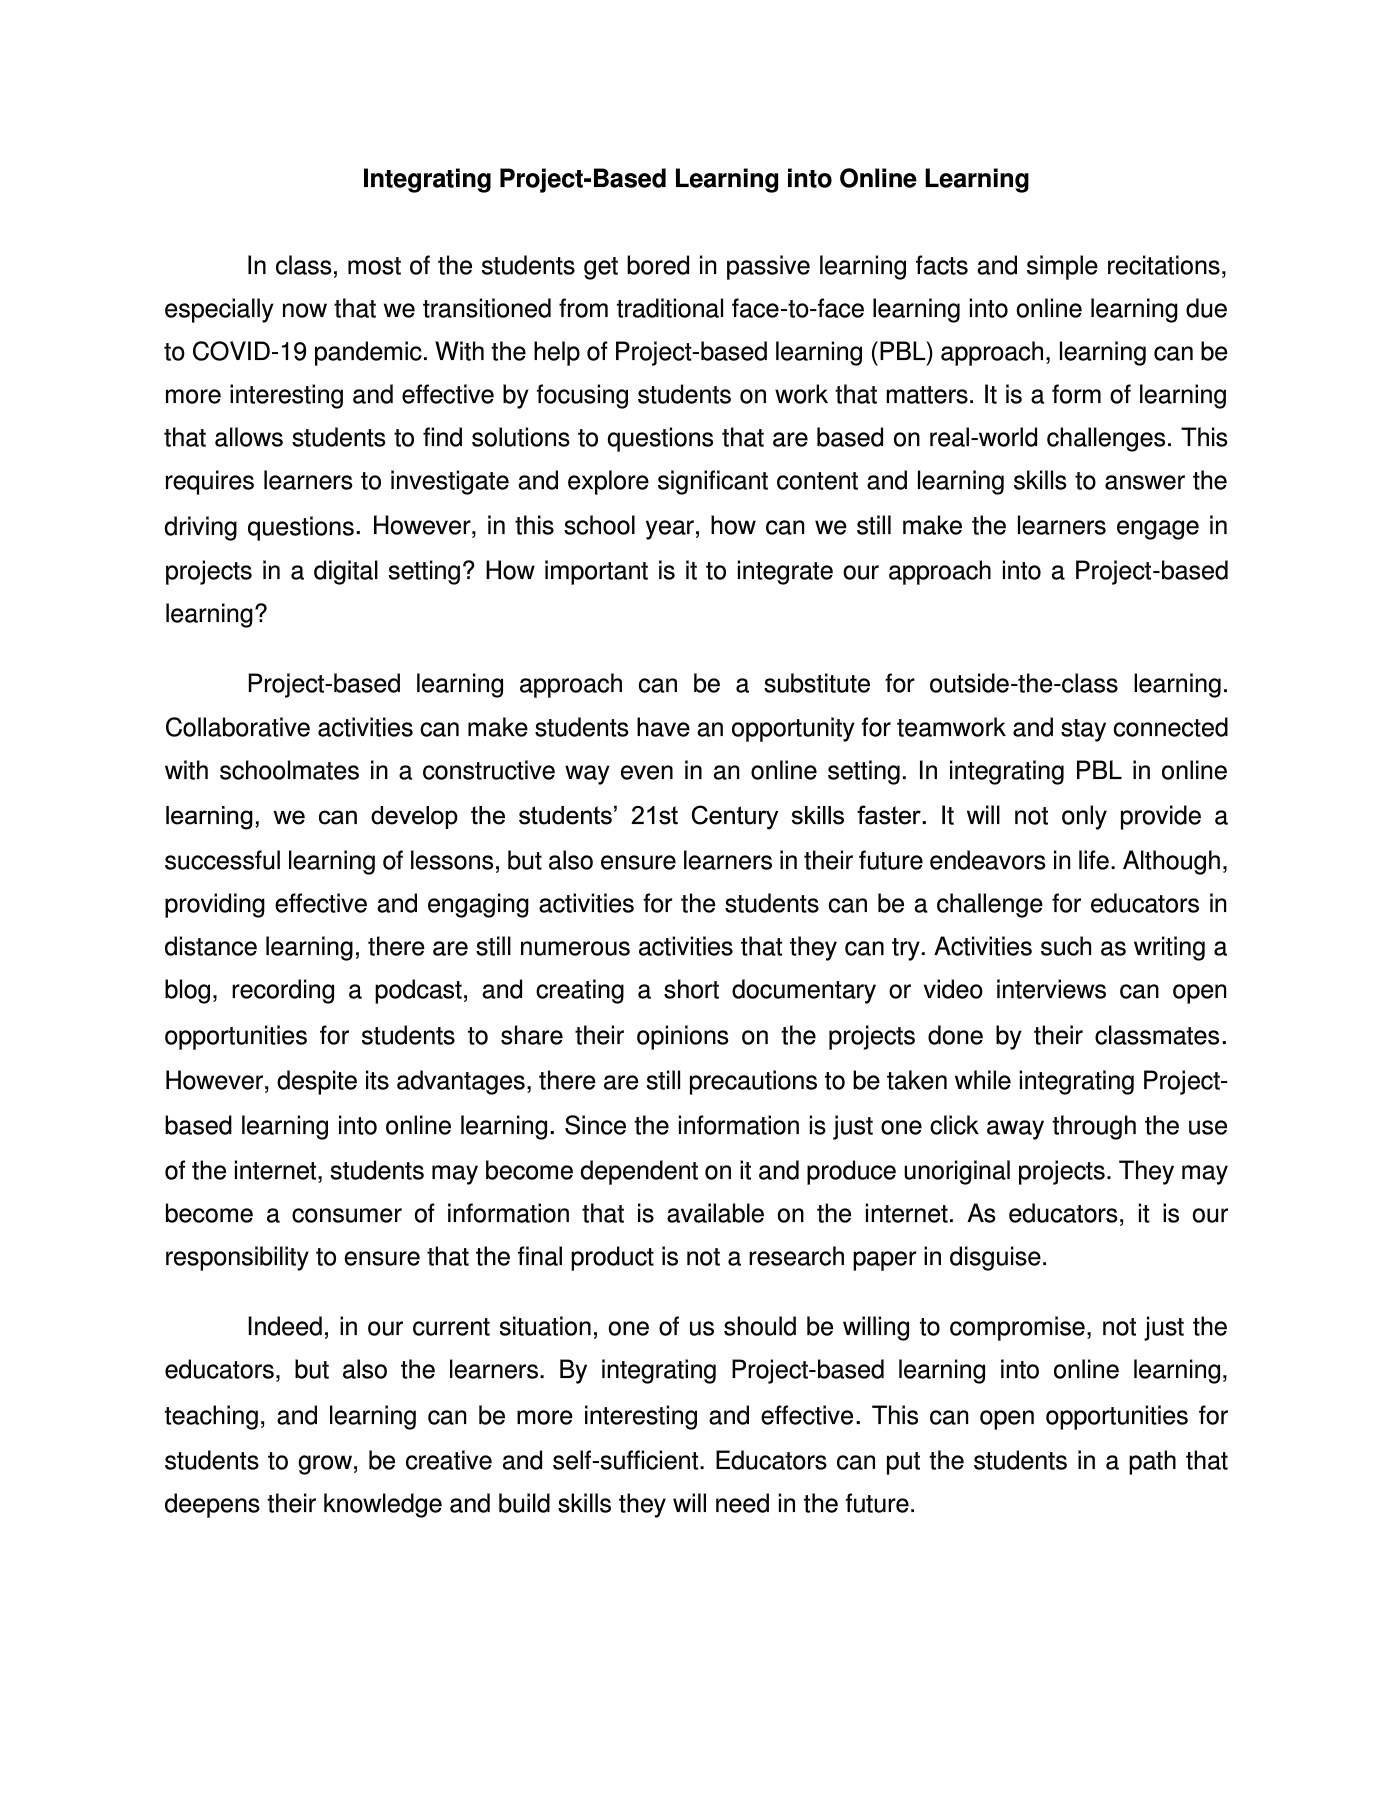 Integrating Project-Based Learning into Online Learning
In class, most of the students get bored in passive learning facts and simple recitations,
especially now that we transitioned from traditional face-to-face learning into online learning due
to COVID-19 pandemic. With the help of Project-based learning (PBL) approach, learning can be
more interesting and effective by focusing students on work that matters. It is a form of learning
that allows students to find solutions to questions that are based on real-world challenges. This
requires learners to investigate and explore significant content and learning skills to answer the
driving questions. However, in this school year, how can we still make the learners engage in
projects in a digital setting? How important is it to integrate our approach into a Project-based
learning?
Project-based learning approach can be a substitute for outside-the-class learning.
Collaborative activities can make students have an opportunity for teamwork and stay connected
with schoolmates in a constructive way even in an online setting. In integrating PBL in online
learning, we can develop the students’ 21st Century skills faster. It will not only provide a
successful learning of lessons, but also ensure learners in their future endeavors in life. Although,
providing effective and engaging activities for the students can be a challenge for educators in
distance learning, there are still numerous activities that they can try. Activities such as writing a
blog, recording a podcast, and creating a short documentary or video interviews can open
opportunities for students to share their opinions on the projects done by their classmates.
However, despite its advantages, there are still precautions to be taken while integrating Project-
based learning into online learning. Since the information is just one click away through the use
of the internet, students may become dependent on it and produce unoriginal projects. They may
become a consumer of information that is available on the internet. As educators, it is our
responsibility to ensure that the final product is not a research paper in disguise.
Indeed, in our current situation, one of us should be willing to compromise, not just the
educators, but also the learners. By integrating Project-based learning into online learning,
teaching, and learning can be more interesting and effective. This can open opportunities for
students to grow, be creative and self-sufficient. Educators can put the students in a path that
deepens their knowledge and build skills they will need in the future.